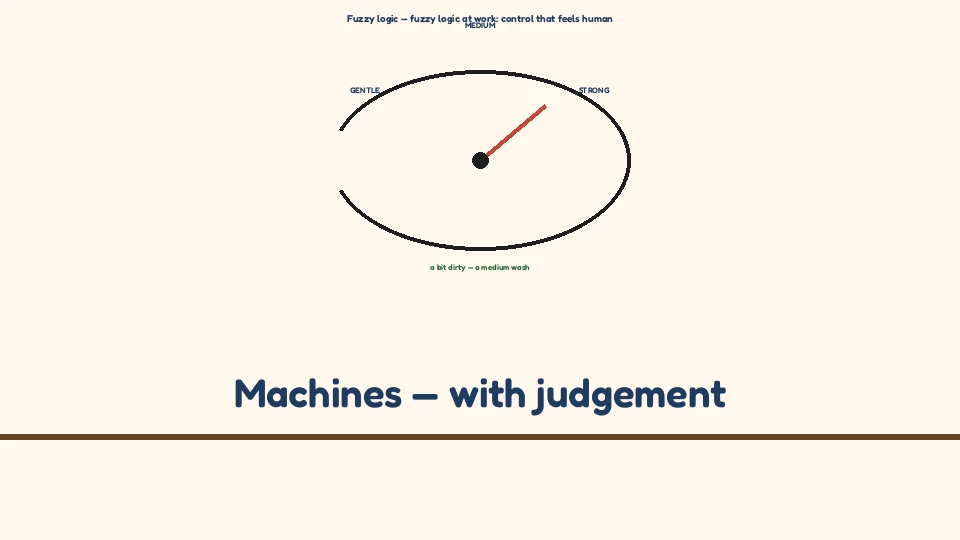 Fuzzy logic — fuzzy logic at work: control that feels human
MEDIUM
GENTLE
STRONG
a bit dirty — a medium wash
Machines — with judgement